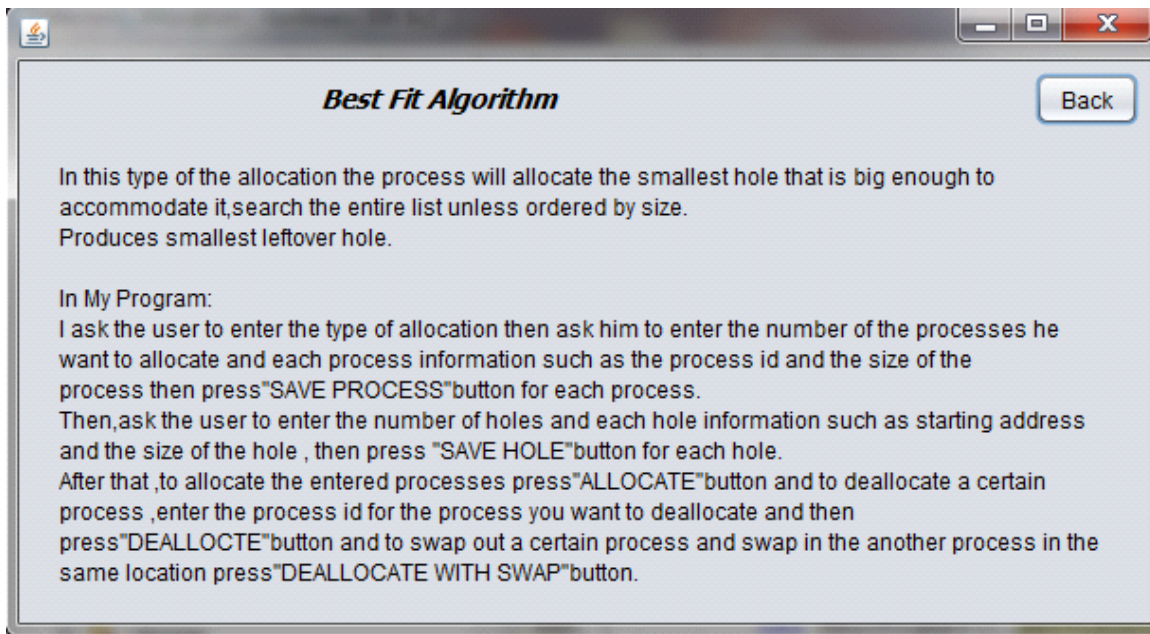 Best Fit Algorithm
Back
In this type of the allocation the process will allocate the smallest hole that is big enough to
accommodate it,search the entire list unless ordered by size.
Produces smallest leftover hole.
In My Program:
I ask the user to enter the type of allocation then ask him to enter the number of the processes he
want to allocate and each process information such as the process id and the size of the
process then press"SAVE PROCESS"button for each process.
Then,ask the user to enter the number of holes and each hole information such as starting address
and the size of the hole , then press "SAVE HOLE"button for each hole.
After that ,to allocate the entered processes press"ALLOCATE"button and to deallocate a certain
process ,enter the process id for the process you want to deallocate and then
press"DEALLOCTE"button and to swap out a certain process and swap in the another process in the
same location press"DEALLOCATE WITH SWAP"button.